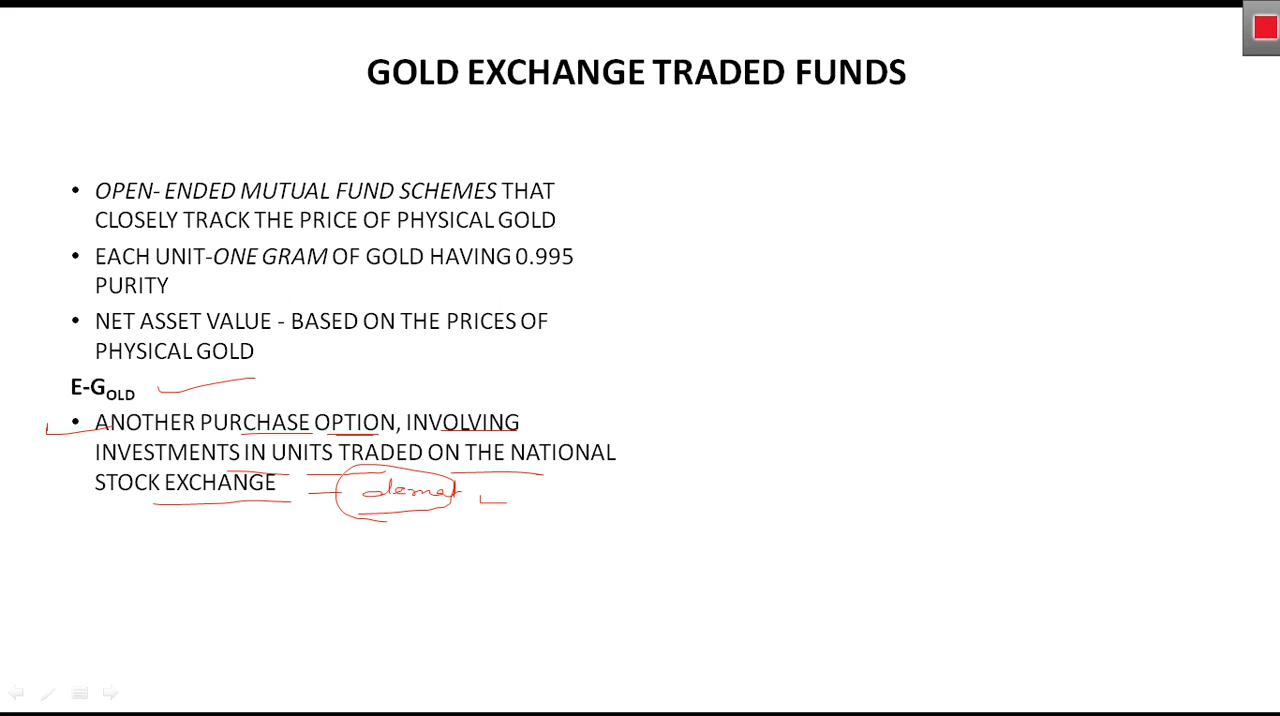 GOLD EXCHANGE TRADED FUNDS
• OPEN- ENDED MUTUAL FUND SCHEMES THAT
CLOSELY TRACK THE PRICE OF PHYSICAL GOLD
• EACH UNIT-ONE GRAM OF GOLD HAVING 0.995
PURITY
• NET ASSET VALUE - BASED ON THE PRICES OF
PHYSICAL GOLD
E-GOLD
• ANOTHER PURCHASE OPTION, INVOLVING
INVESTMENTS IN UNITS TRADED ON THE NATIONAL
STOCK EXCHANGE demat